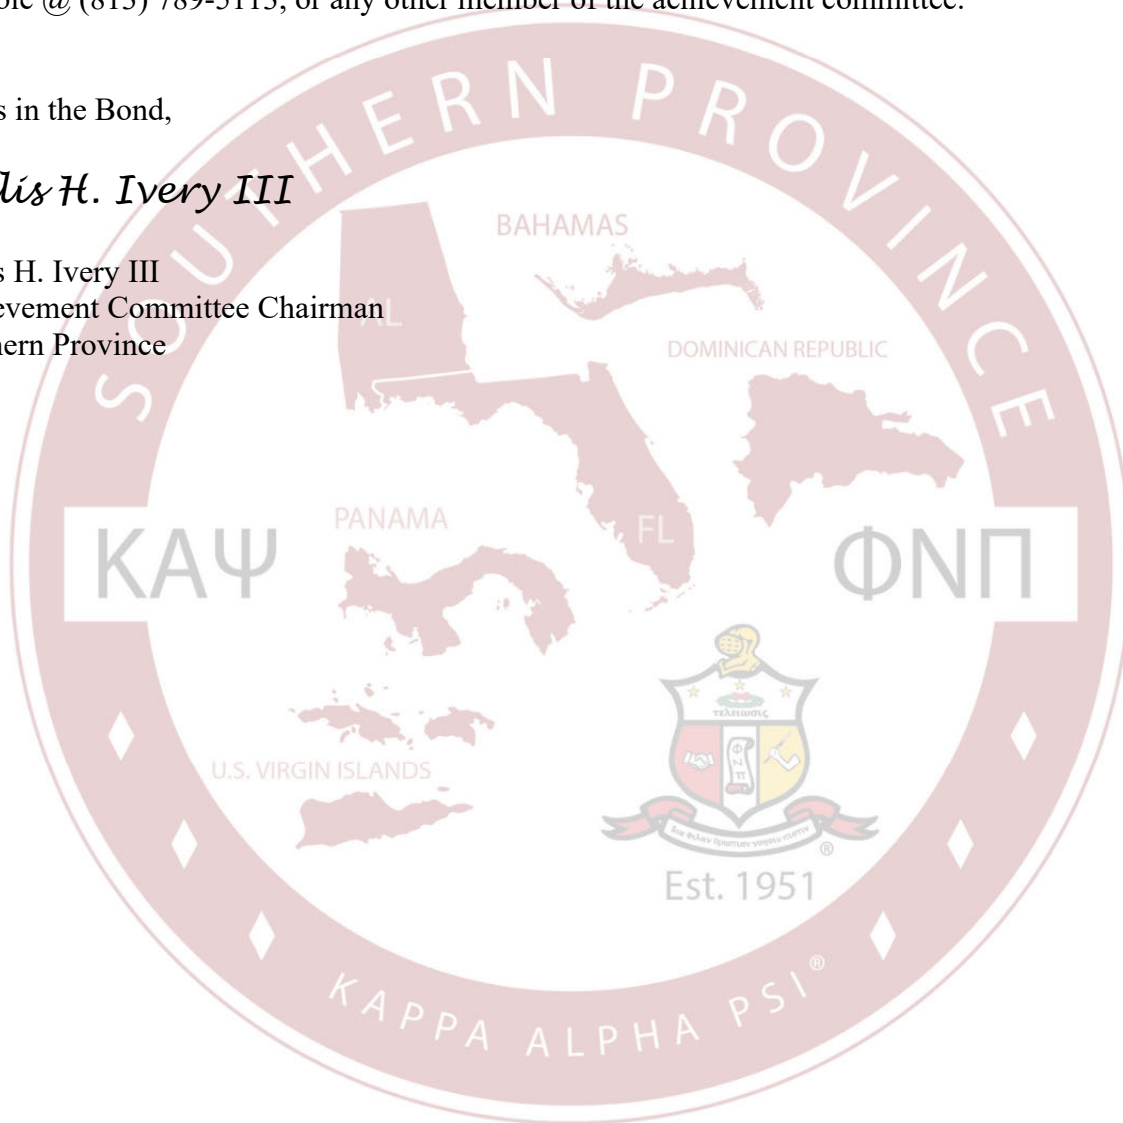 @ (813) 789-5113, or any other member of the achievement committee.
s in the Bond,
lis H. Ivery III
s H. Ivery III
evement Committee Chairman
hern Province
SOUTHERN PROVINCE
BAHAMAS
AL
DOMINICAN REPUBLIC
PANAMA
FL
ΚΑΨ
ΦΝΠ
U.S. VIRGIN ISLANDS
τελειωσις
Φ
Ν
Π
®
Est. 1951
KAPPA ALPHA PSI®